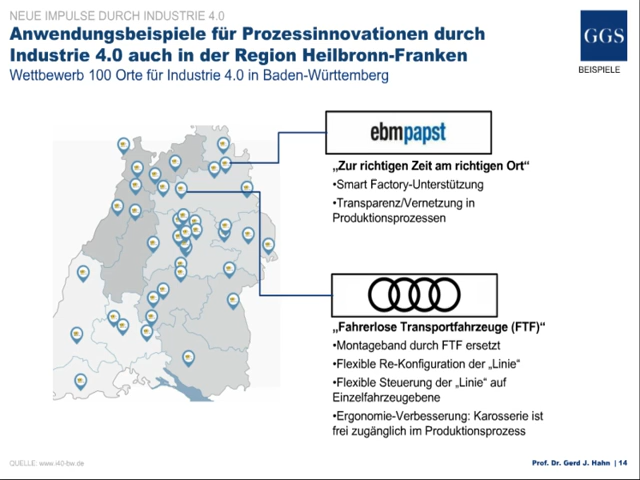 NEUE IMPULSE DURCH INDUSTRIE 4.0
Anwendungsbeispiele für Prozessinnovationen durch
Industrie 4.0 auch in der Region Heilbronn-Franken
Wettbewerb 100 Orte für Industrie 4.0 in Baden-Württemberg
GGS
BEISPIELE
ebmpapst
„Zur richtigen Zeit am richtigen Ort“
•Smart Factory-Unterstützung
•Transparenz/Vernetzung in
Produktionsprozessen
„Fahrerlose Transportfahrzeuge (FTF)“
•Montageband durch FTF ersetzt
•Flexible Re-Konfiguration der „Linie“
•Flexible Steuerung der „Linie“ auf
Einzelfahrzeugebene
•Ergonomie-Verbesserung: Karosserie ist
frei zugänglich im Produktionsprozess
QUELLE: www.i40-bw.de
Prof. Dr. Gerd J. Hahn | 14